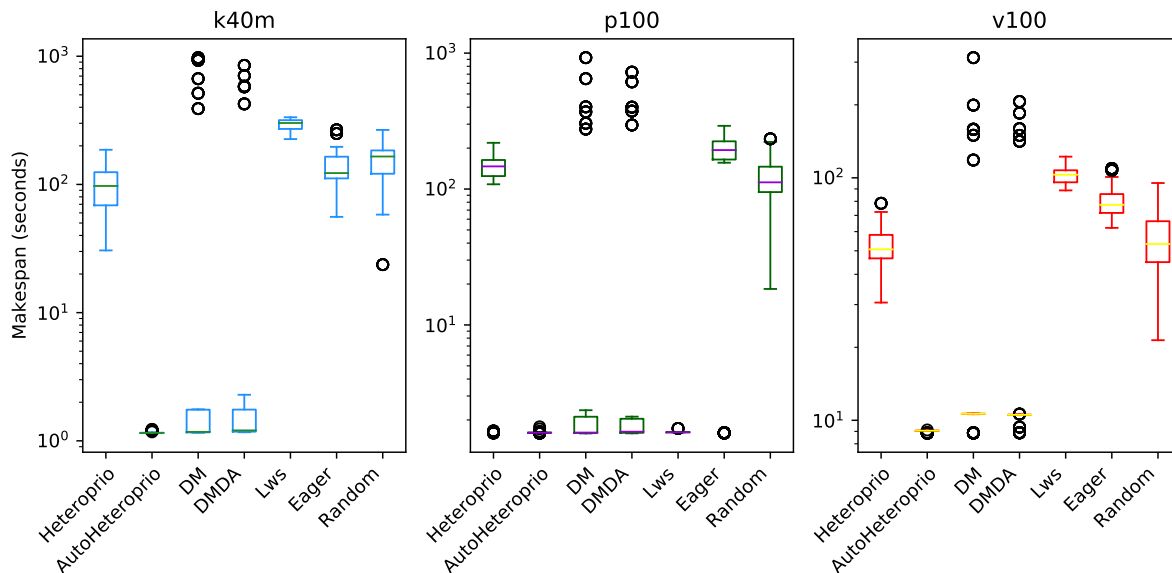 k40m
p100
v100
Makespan (seconds)
10³
10²
10¹
10⁰
10³
10²
10¹
10²
10¹
Heteroprio
AutoHeteroprio
DM
DMDA
Lws
Eager
Random
Heteroprio
AutoHeteroprio
DM
DMDA
Lws
Eager
Random
Heteroprio
AutoHeteroprio
DM
DMDA
Lws
Eager
Random